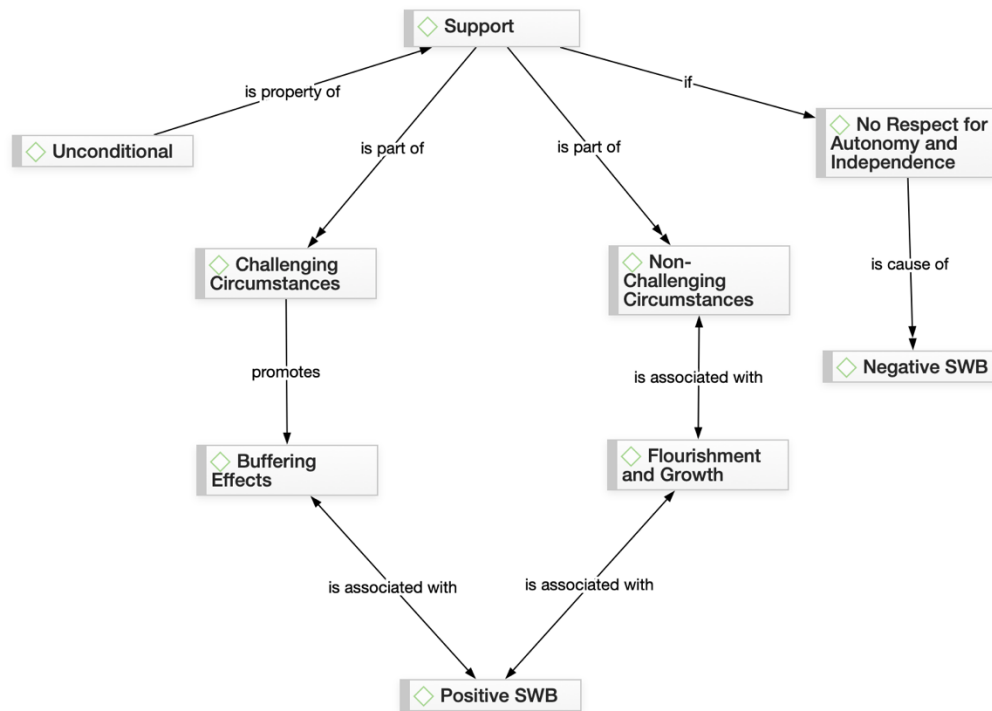 Support
is property of
if
Unconditional
No Respect for
Autonomy and
Independence
is part of
is part of
Challenging
Circumstances
Non-
Challenging
Circumstances
is cause of
promotes
is associated with
Negative SWB
Buffering
Effects
Flourishment
and Growth
is associated with
is associated with
Positive SWB